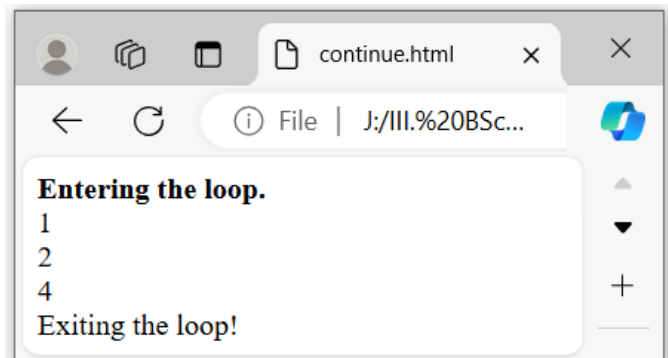 continue.html
File | J:/III.%20BSc...
Entering the loop.
1
2
4
Exiting the loop!